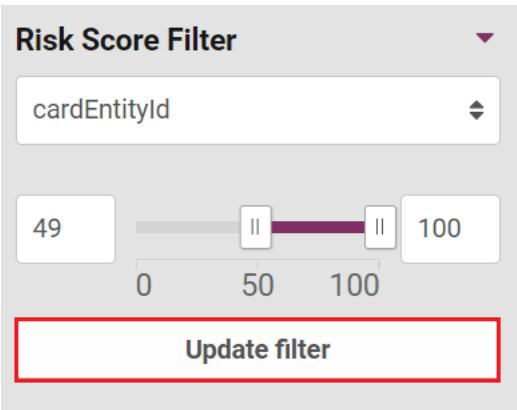 Risk Score Filter
cardEntityId
49 100
0 50 100
Update filter